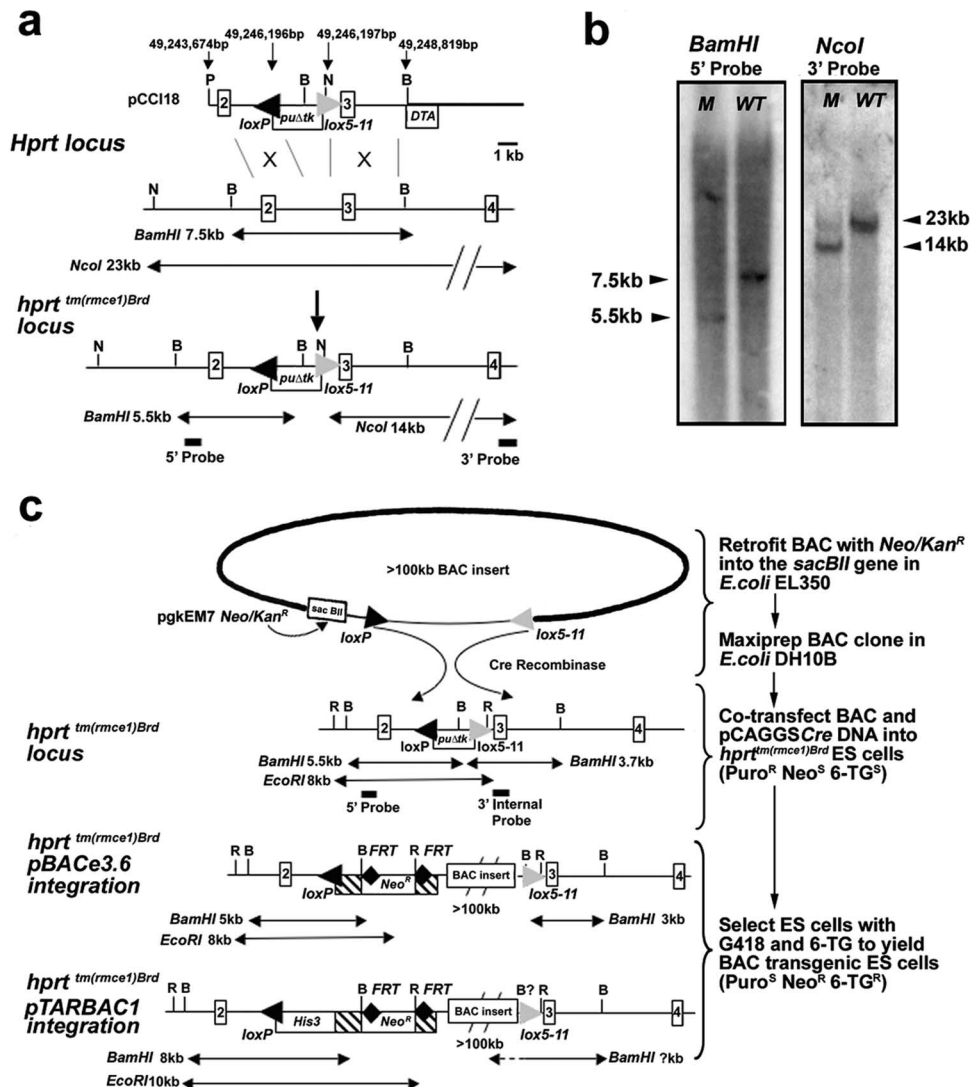 a
49,243,674bp 49,246,196bp 49,246,197bp 49,248,819bp
P B N B
pCCI18 2 3
loxP puΔtk lox5-11 DTA
1 kb
Hprt locus
X X
N B B
2 3 4
BamHI 7.5kb
NcoI 23kb
hprt tm(rmce1)Brd
locus
N B B N B
2 3 4
loxP puΔtk lox5-11
BamHI 5.5kb NcoI 14kb
5’ Probe 3’ Probe
b
BamHI NcoI
5’ Probe 3’ Probe
M WT M WT
23kb
14kb
7.5kb
5.5kb
c
>100kb BAC insert
pgkEM7 Neo/KanR sac BII
loxP lox5-11
Cre Recombinase
hprt tm(rmce1)Brd
locus
R B B R B
2 3 4
loxP puΔtk lox5-11
BamHI 5.5kb BamHI 3.7kb
EcoRI 8kb
5’ Probe 3’ Internal
Probe
hprt tm(rmce1)Brd
pBACe3.6
integration
R B B FRT R FRT B R B
2 NeoR BAC insert 3 4
loxP >100kb lox5-11
BamHI 5kb BamHI 3kb
EcoRI 8kb
hprt tm(rmce1)Brd
pTARBAC1
integration
R B B FRT R FRT B? R B
2 His3 NeoR BAC insert 3 4
loxP >100kb lox5-11
BamHI 8kb BamHI ?kb
EcoRI10kb
Retrofit BAC with Neo/KanR
into the sacBII gene in
E.coli EL350
Maxiprep BAC clone in
E.coli DH10B
Co-transfect BAC and
pCAGGSCre DNA into
hprttm(rmce1)Brd ES cells
(PuroR NeoS 6-TGS)
Select ES cells with
G418 and 6-TG to yield
BAC transgenic ES cells
(PuroS NeoR 6-TGR)